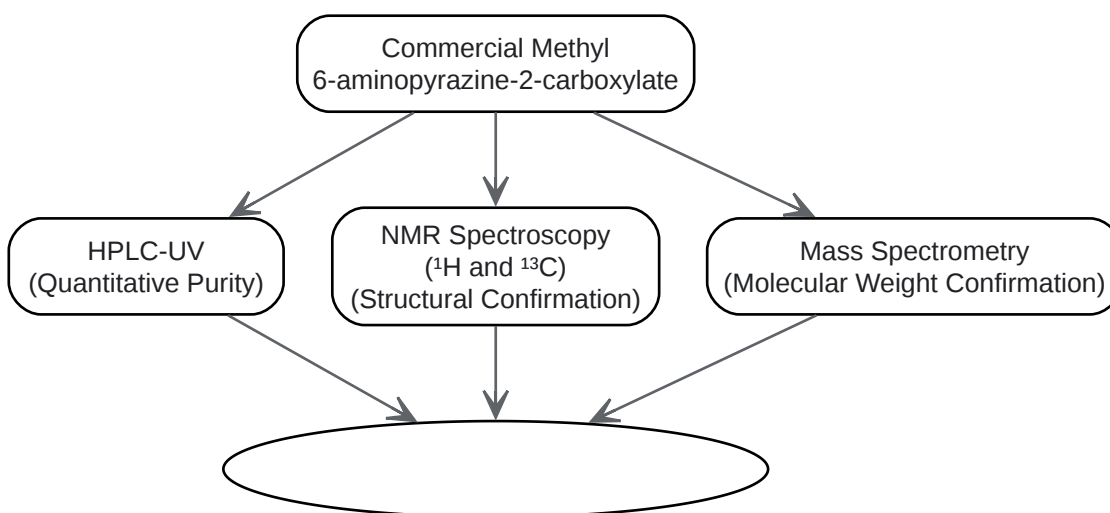 Commercial Methyl
6-aminopyrazine-2-carboxylate
HPLC-UV
(Quantitative Purity)
NMR Spectroscopy
(¹H and ¹³C)
(Structural Confirmation)
Mass Spectrometry
(Molecular Weight Confirmation)